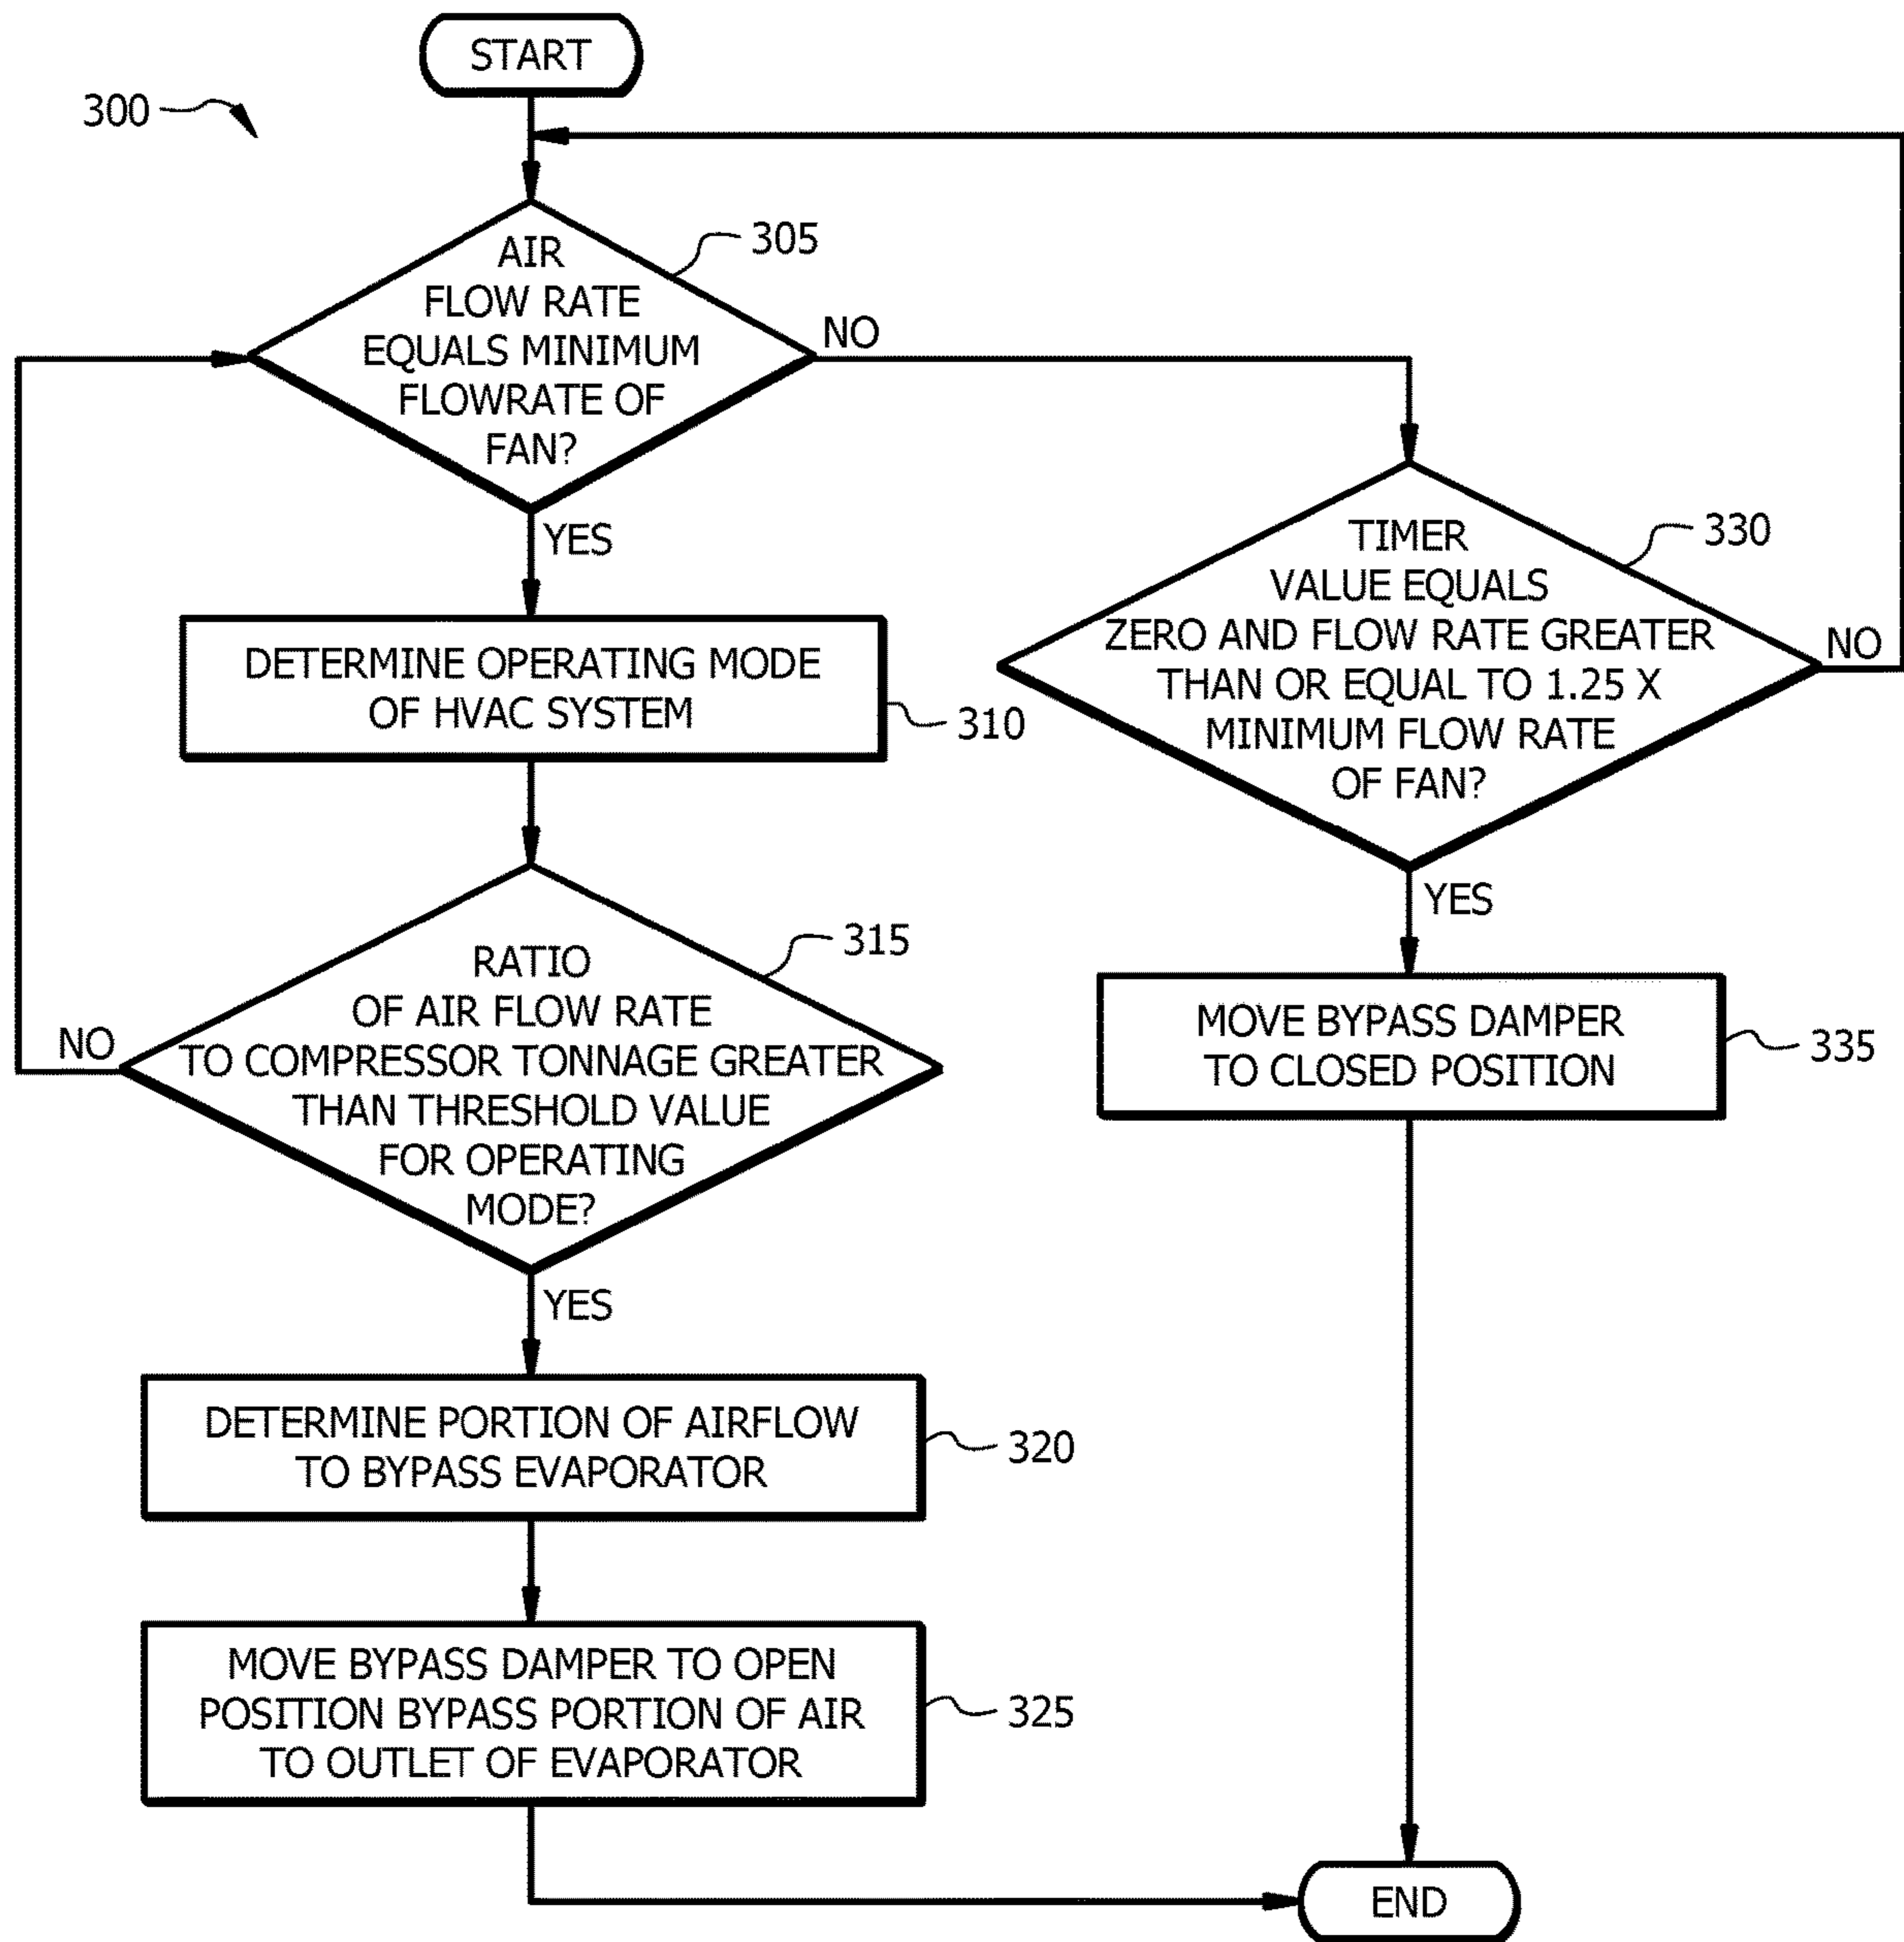 START
300
AIR
FLOW RATE
EQUALS MINIMUM
FLOWRATE OF
FAN?
305
NO
YES
DETERMINE OPERATING MODE
OF HVAC SYSTEM
310
RATIO
OF AIR FLOW RATE
TO COMPRESSOR TONNAGE GREATER
THAN THRESHOLD VALUE
FOR OPERATING
MODE?
315
NO
YES
DETERMINE PORTION OF AIRFLOW
TO BYPASS EVAPORATOR
320
MOVE BYPASS DAMPER TO OPEN
POSITION BYPASS PORTION OF AIR
TO OUTLET OF EVAPORATOR
325
TIMER
VALUE EQUALS
ZERO AND FLOW RATE GREATER
THAN OR EQUAL TO 1.25 X
MINIMUM FLOW RATE
OF FAN?
330
NO
YES
MOVE BYPASS DAMPER
TO CLOSED POSITION
335
END